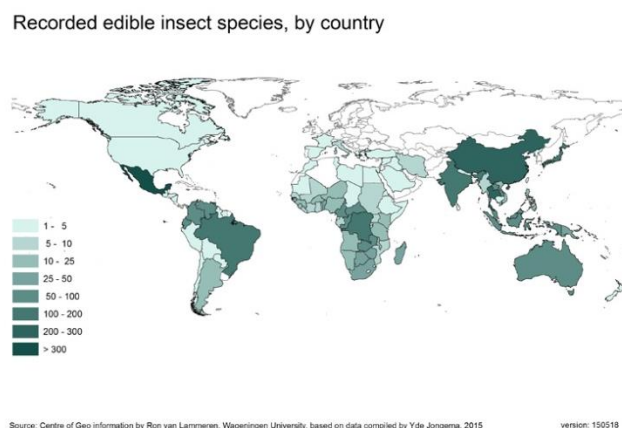 Recorded edible insect species, by country
1 - 5
5 - 10
10 - 25
25 - 50
50 - 100
100 - 200
200 - 300
> 300
Source: Centre of Geo information by Ron van Lammeren, Wageningen University, based on data compiled by Yde Jongema, 2015
version: 150518